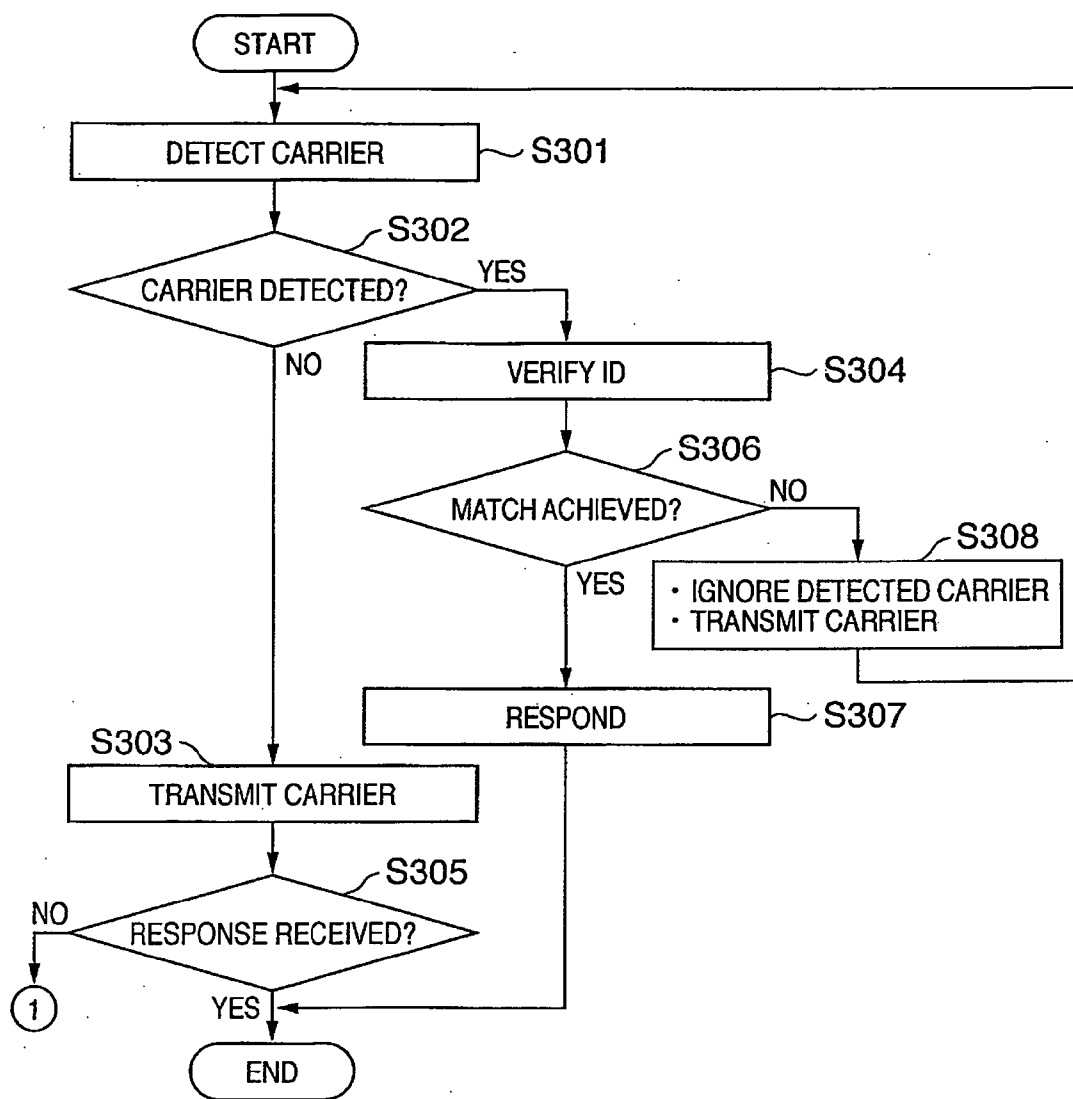 START
DETECT CARRIER
S301
S302
CARRIER DETECTED?
YES
NO
VERIFY ID
S304
S306
MATCH ACHIEVED?
NO
YES
S308
・ IGNORE DETECTED CARRIER
・ TRANSMIT CARRIER
RESPOND
S307
S303
TRANSMIT CARRIER
S305
NO
RESPONSE RECEIVED?
1
YES
END